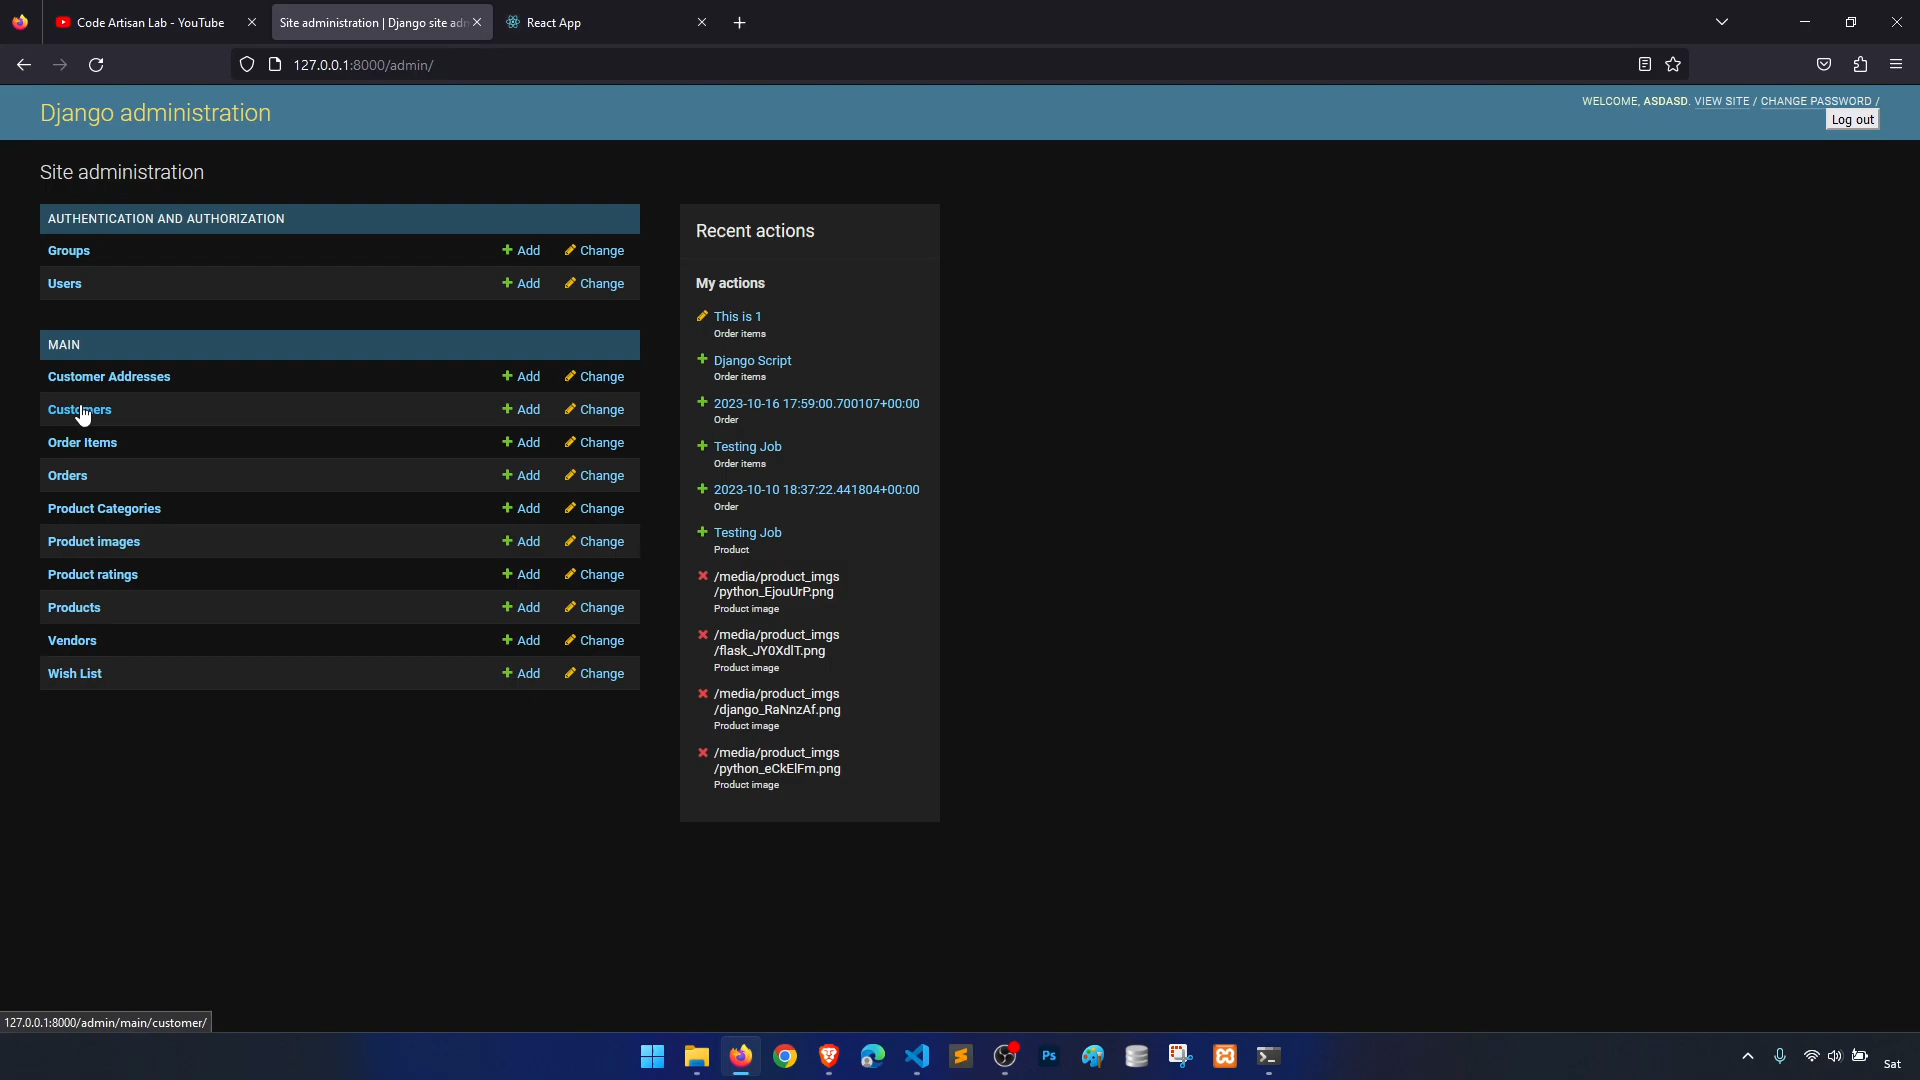 Code Artisan Lab - YouTube
Site administration | Django site adm
React App
127.0.0.1:8000/admin/
Django administration
WELCOME, ASDASD. VIEW SITE / CHANGE PASSWORD /
Log out
Site administration
AUTHENTICATION AND AUTHORIZATION
Groups Add Change
Users Add Change
MAIN
Customer Addresses Add Change
Customers Add Change
Order Items Add Change
Orders Add Change
Product Categories Add Change
Product images Add Change
Product ratings Add Change
Products Add Change
Vendors Add Change
Wish List Add Change
Recent actions
My actions
This is 1
Order items
Django Script
Order items
2023-10-16 17:59:00.700107+00:00
Order
Testing Job
Order items
2023-10-10 18:37:22.441804+00:00
Order
Testing Job
Product
/media/product_imgs
/python_EjouUrP.png
Product image
/media/product_imgs
/flask_JY0XdlT.png
Product image
/media/product_imgs
/django_RaNnzAf.png
Product image
/media/product_imgs
/python_eCkElFm.png
Product image
127.0.0.1:8000/admin/main/customer/
Ps
Sat